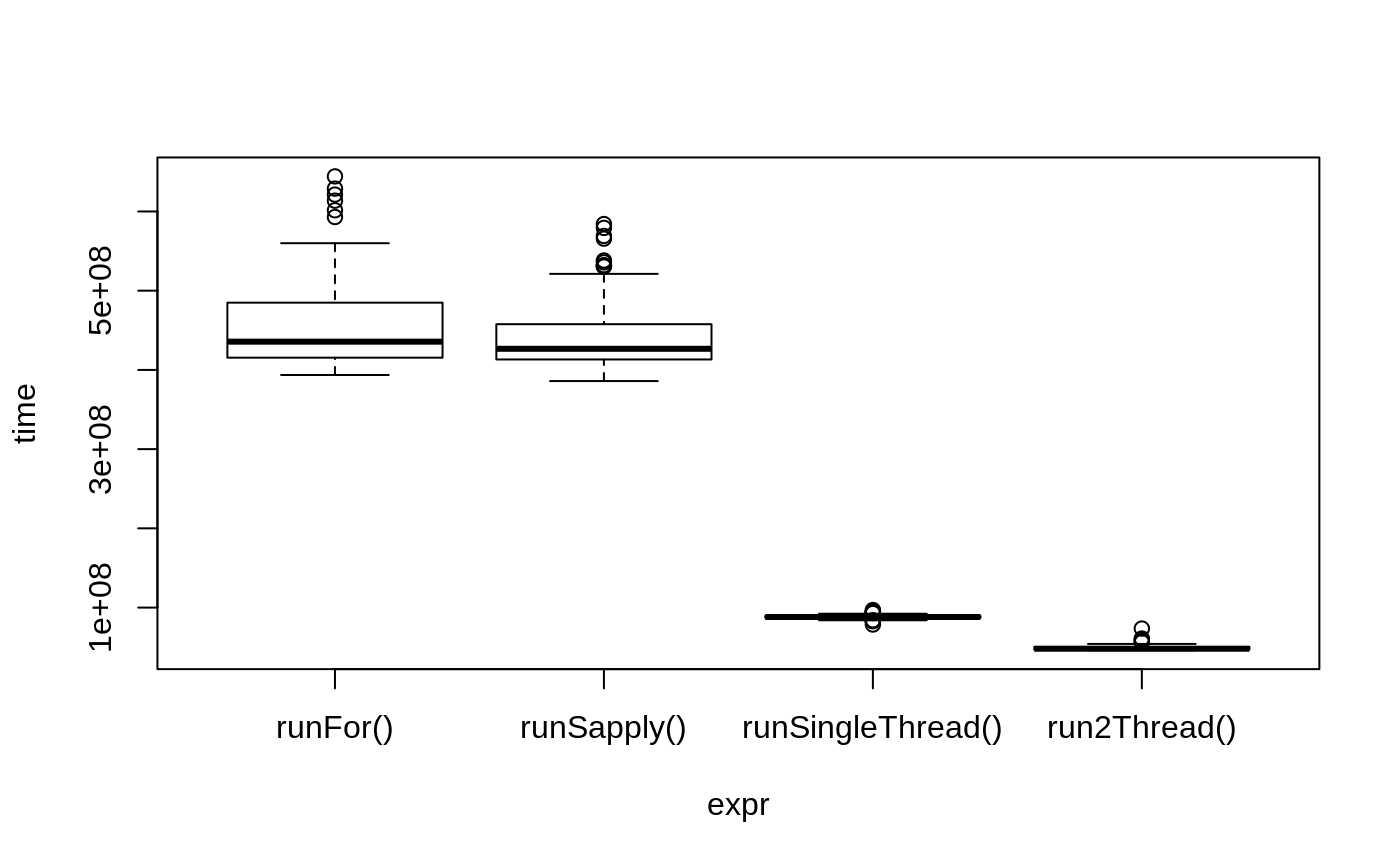 time
5e+08
3e+08
1e+08
runFor() runSapply() runSingleThread() run2Thread()
expr